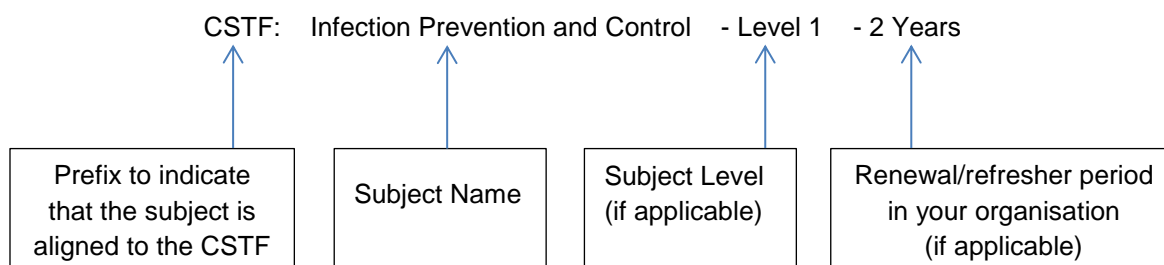 CSTF: Infection Prevention and Control - Level 1 - 2 Years
Prefix to indicate
that the subject is
aligned to the CSTF
Subject Name
Subject Level
(if applicable)
Renewal/refresher period
in your organisation
(if applicable)